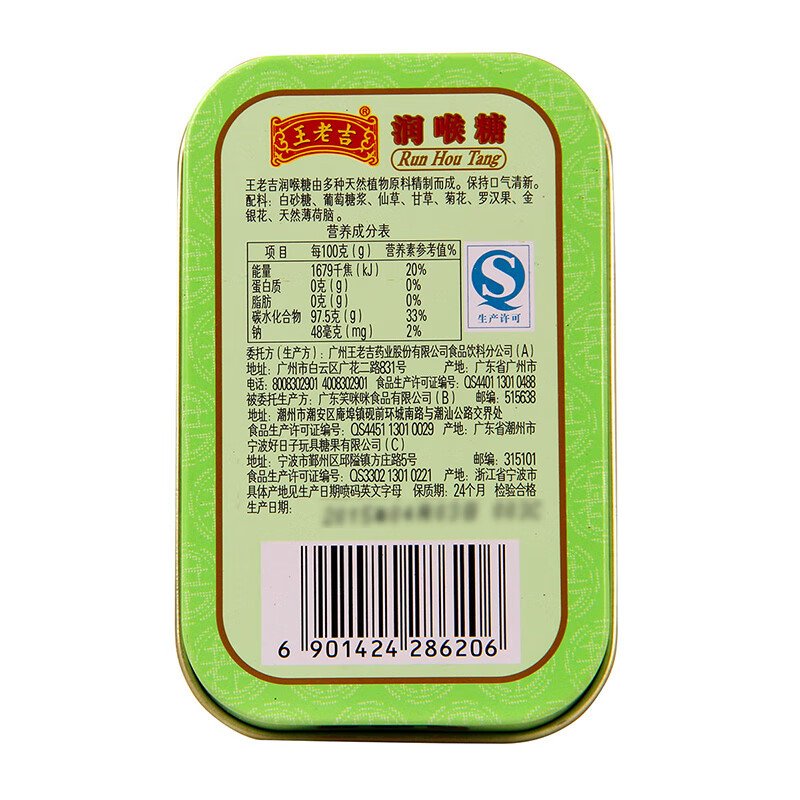 王老吉®
润喉糖
Run Hou Tang
王老吉润喉糖由多种天然植物原料精制而成。保持口气清新。
配料：白砂糖、葡萄糖浆、仙草、甘草、菊花、罗汉果、金
银花、天然薄荷脑。
营养成分表
项目 每100克(g) 营养素参考值%
能量 1679千焦(kJ) 20%
蛋白质 0克(g) 0%
脂肪 0克(g) 0%
碳水化合物 97.5克(g) 33%
钠 48毫克(mg) 2%
生产许可
委托方(生产方)：广州王老吉药业股份有限公司食品饮料分公司(A)
地址：广州市白云区广花二路831号 产地：广东省广州市
电话：8008302901 4008302901 食品生产许可证编号：QS4401 1301 0488
被委托生产方：广东笑咪咪食品有限公司(B) 邮编：515638
地址：潮州市潮安区庵埠镇砚前环城南路与潮汕公路交界处
食品生产许可证编号：QS4451 1301 0029 产地：广东省潮州市
宁波好日子玩具糖果有限公司(C)
地址：宁波市鄞州区邱隘镇方庄路5号 邮编：315101
食品生产许可证编号：QS3302 1301 0221 产地：浙江省宁波市
具体产地见生产日期喷码英文字母 保质期：24个月 检验合格
生产日期：
6 901424 286206